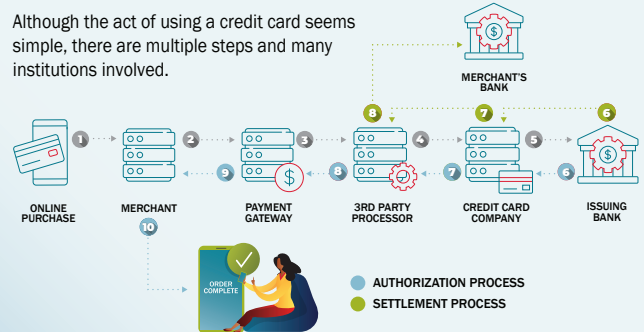 Although the act of using a credit card seems
simple, there are multiple steps and many
institutions involved.
MERCHANT'S
BANK
8
7
6
1
2
3
4
5
9
8
7
6
ONLINE
PURCHASE
MERCHANT
PAYMENT
GATEWAY
3RD PARTY
PROCESSOR
CREDIT CARD
COMPANY
ISSUING
BANK
10
ORDER
COMPLETE
AUTHORIZATION PROCESS
SETTLEMENT PROCESS